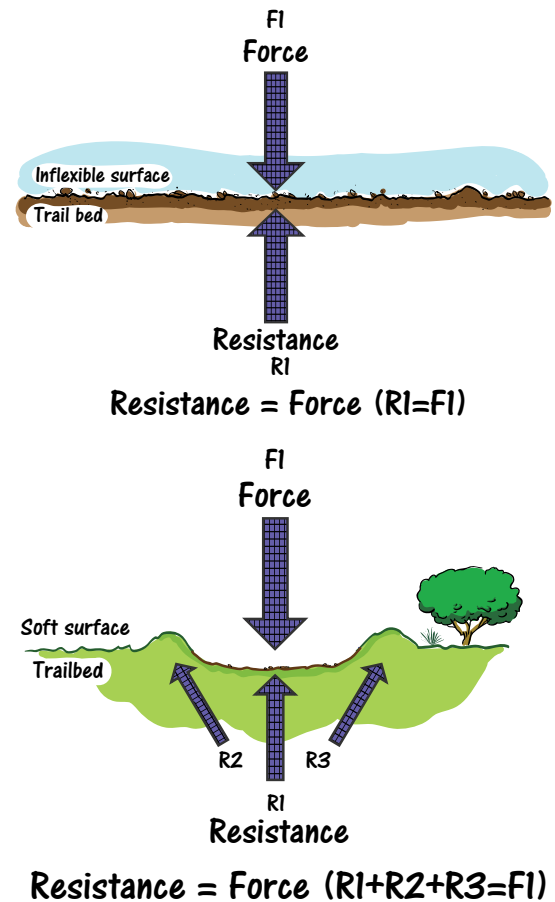 F1
Force
Inflexible surface
Trail bed
Resistance
R1
Resistance = Force (R1=F1)
F1
Force
Soft surface
Trailbed
R2
R3
R1
Resistance
Resistance = Force (R1+R2+R3=F1)